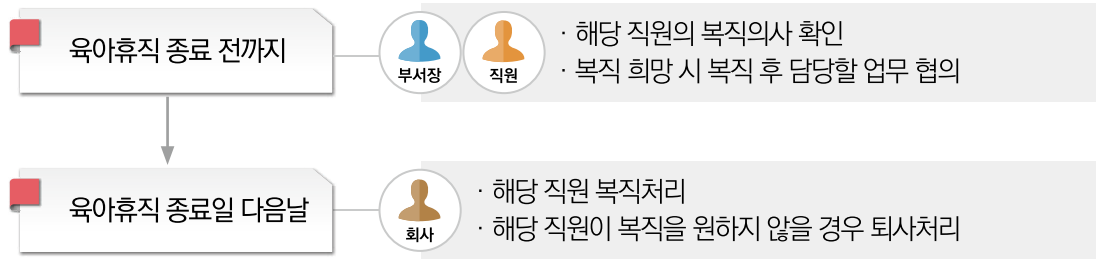 육아휴직 종료 전까지
부서장
직원
· 해당 직원의 복직의사 확인
· 복직 희망 시 복직 후 담당할 업무 협의
육아휴직 종료일 다음날
회사
· 해당 직원 복직처리
· 해당 직원이 복직을 원하지 않을 경우 퇴사처리